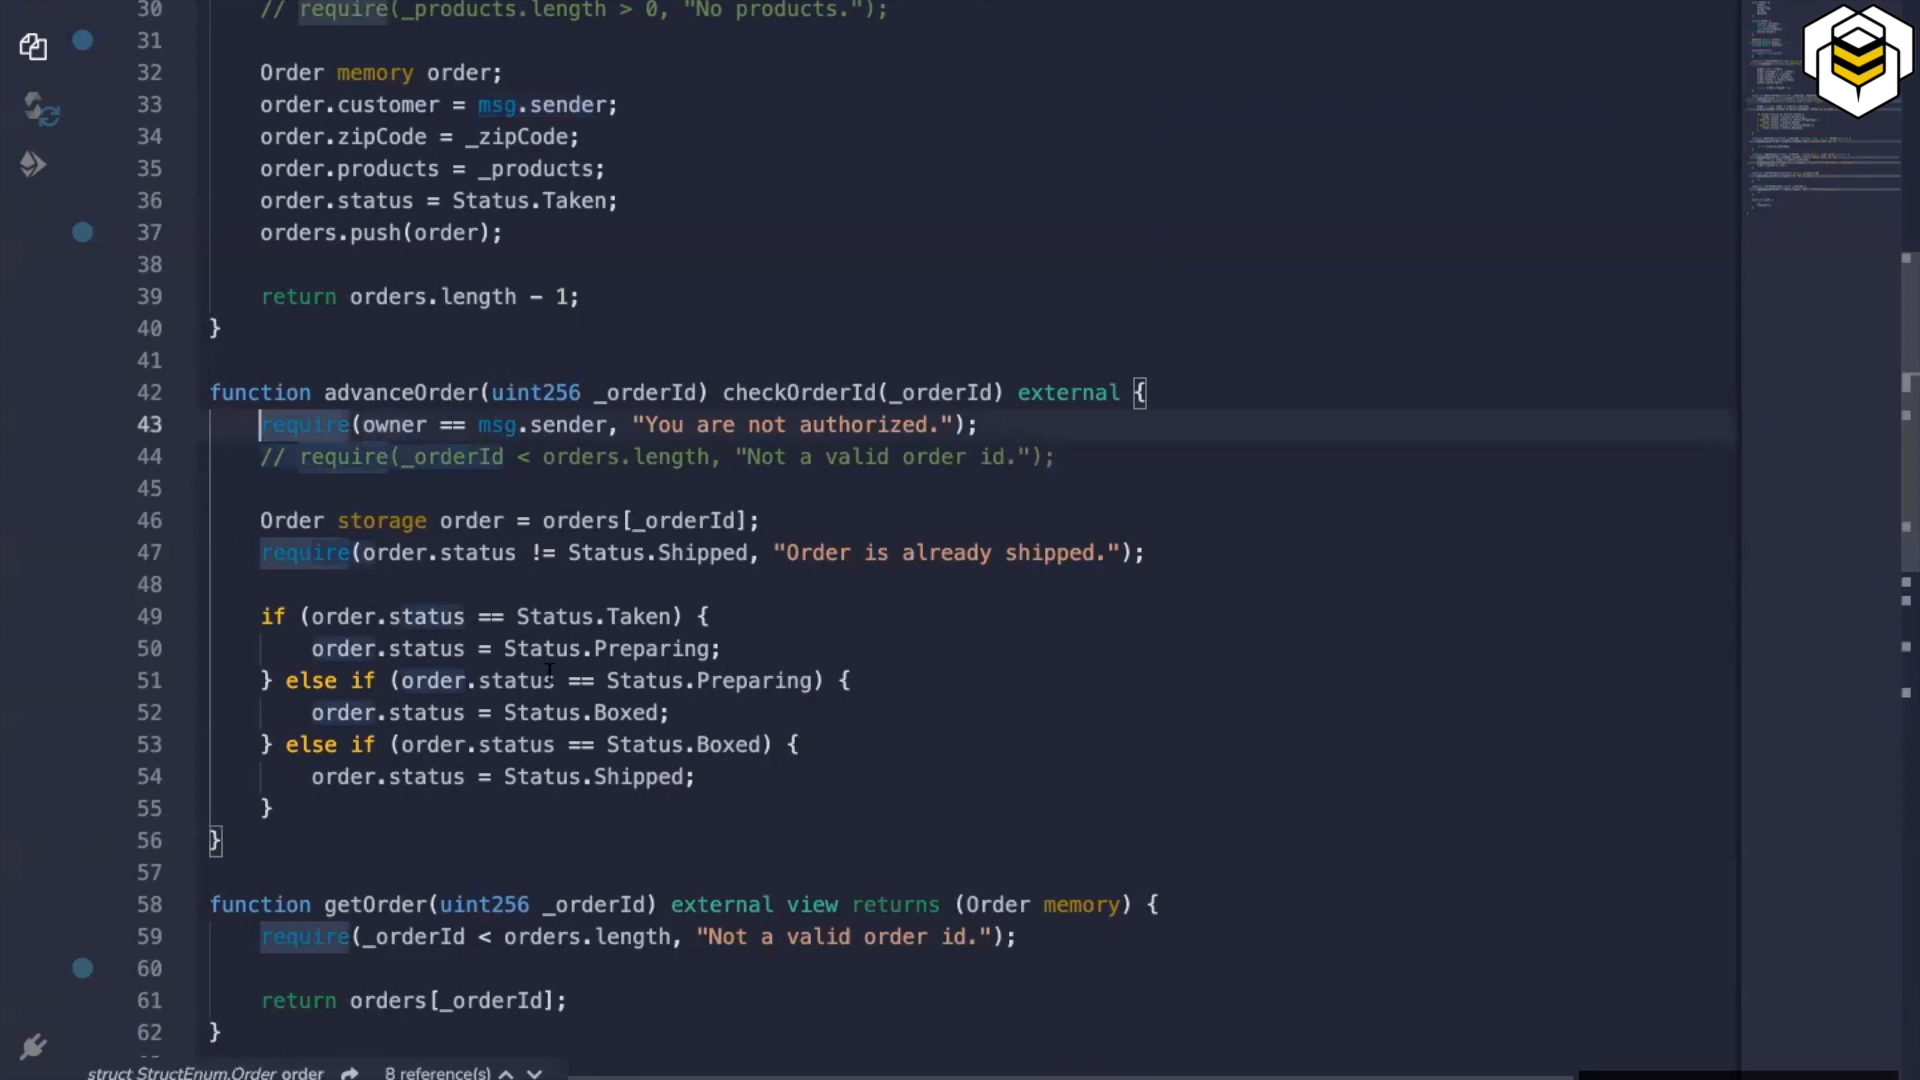 30 // require(_products.length > 0, "No products.");
31
32 Order memory order;
33 order.customer = msg.sender;
34 order.zipCode = _zipCode;
35 order.products = _products;
36 order.status = Status.Taken;
37 orders.push(order);
38
39 return orders.length - 1;
40 }
41
42 function advanceOrder(uint256 _orderId) checkOrderId(_orderId) external {
43 require(owner == msg.sender, "You are not authorized.");
44 // require(_orderId < orders.length, "Not a valid order id.");
45
46 Order storage order = orders[_orderId];
47 require(order.status != Status.Shipped, "Order is already shipped.");
48
49 if (order.status == Status.Taken) {
50 order.status = Status.Preparing;
51 } else if (order.status == Status.Preparing) {
52 order.status = Status.Boxed;
53 } else if (order.status == Status.Boxed) {
54 order.status = Status.Shipped;
55 }
56 }
57
58 function getOrder(uint256 _orderId) external view returns (Order memory) {
59 require(_orderId < orders.length, "Not a valid order id.");
60
61 return orders[_orderId];
62 }
struct StructEnum.Order order 8 reference(s)